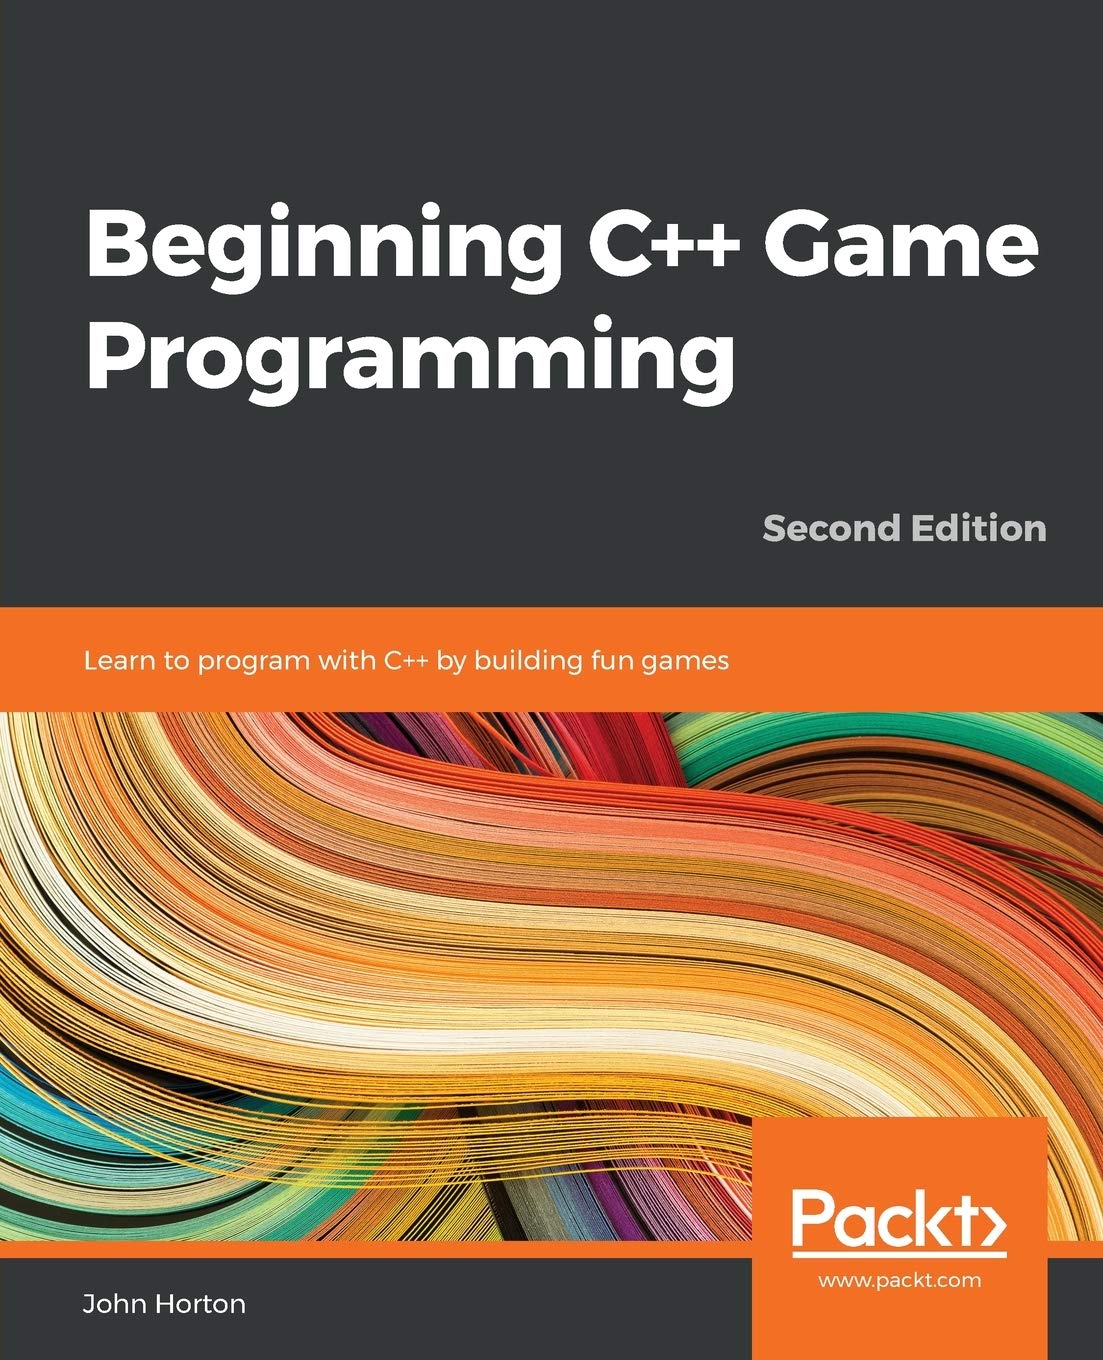 Beginning C++ Game
Programming
Second Edition
Learn to program with C++ by building fun games
Packt>
www.packt.com
John Horton